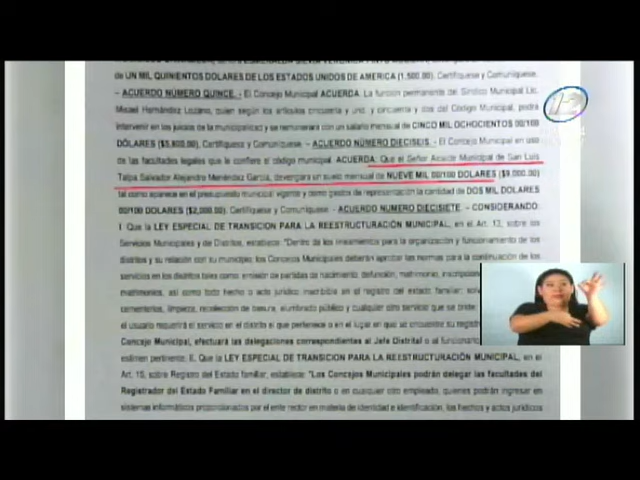 de UN MIL QUINIENTOS DOLARES DE LOS ESTADOS UNIDOS DE AMERICA (1,500.00). Certifíquese y Comuníquese.
– ACUERDO NÚMERO QUINCE. - El Concejo Municipal ACUERDA. La función permanente del Síndico Municipal Lic.
Misael Hernández Lozano, quien según los artículos cincuenta y uno, y cincuenta y dos del Código Municipal, podrá
intervenir en los juicios de la municipalidad y se remunerará con un salario mensual de CINCO MIL OCHOCIENTOS 00/100
DÓLARES ($5,800.00) Certifíquese y Comuníquese. – ACUERDO NÚMERO DIECISEIS. - El Concejo Municipal en uso
de las facultades legales que le confiere el código municipal. ACUERDA: Que el Señor Alcalde Municipal de San Luis
Talpa Salvador Alejandro Menéndez García, devengará un sueldo mensual de NUEVE MIL 00/100 DOLARES ($9,000.00)
tal como aparece en el presupuesto municipal vigente y como gastos de representación la cantidad de DOS MIL DOLARES
00/100 DOLARES ($2,000.00). Certifíquese y Comuníquese. – ACUERDO NUMERO DIECISIETE. – CONSIDERANDO:
I. Que la LEY ESPECIAL DE TRANSICION PARA LA REESTRUCTURACIÓN MUNICIPAL, en el Art. 13, sobre los
Servicios Municipales y de Distrito, establece: "Dentro de los lineamientos para la organización y funcionamiento de los
distritos y su relación con su municipio, los Concejos Municipales deberán aprobar las normas para la continuación de los
servicios en los distritos tales como: emisión de partidas de nacimiento, defunción, matrimonio,
matrimonios, así como todo hecho o acto jurídico inscribible en el registro del estado familiar;
cementerios, limpieza, recolección de basura, alumbrado público y cualquier otro servicio que se
el usuario requerirá el servicio en el distrito al que pertenece o en el lugar en que se encuentre su
Concejo Municipal, efectuará las delegaciones correspondientes al Jefe Distrital o al
estimen pertinente. II. Que la LEY ESPECIAL DE TRANSICION PARA LA REESTRUCTURACIÓN MUNICIPAL, en el
Art. 15, sobre Registro del Estado familiar, establece: "Los Concejos Municipales podrán delegar las facultades del
Registrador del Estado Familiar en el director de distrito o en cualquier otro empleado, quienes podrán ingresar en
sistemas informáticos proporcionados por el ente rector en materia de identidad e identificación, los hechos y actos jurídicos
12